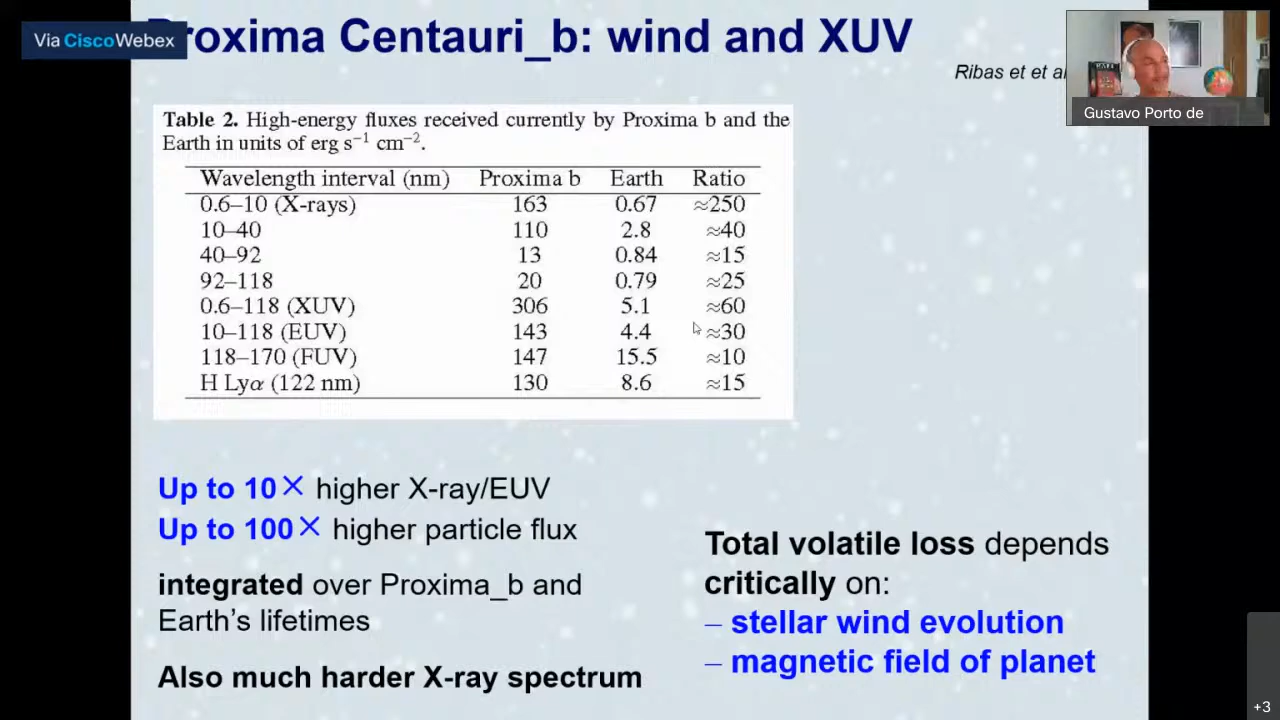 Via Cisco Webex
roxima Centauri_b: wind and XUV
Ribas et et al
Gustavo Porto de
Table 2. High-energy fluxes received currently by Proxima b and the
Earth in units of erg s⁻¹ cm⁻².
Wavelength interval (nm) Proxima b Earth Ratio
0.6–10 (X-rays) 163 0.67 ≈250
10–40 110 2.8 ≈40
40–92 13 0.84 ≈15
92–118 20 0.79 ≈25
0.6–118 (XUV) 306 5.1 ≈60
10–118 (EUV) 143 4.4 ≈30
118–170 (FUV) 147 15.5 ≈10
H Lyα (122 nm) 130 8.6 ≈15
Up to 10× higher X-ray/EUV
Up to 100× higher particle flux
integrated over Proxima_b and
Earth's lifetimes
Also much harder X-ray spectrum
Total volatile loss depends
critically on:
– stellar wind evolution
– magnetic field of planet
+3